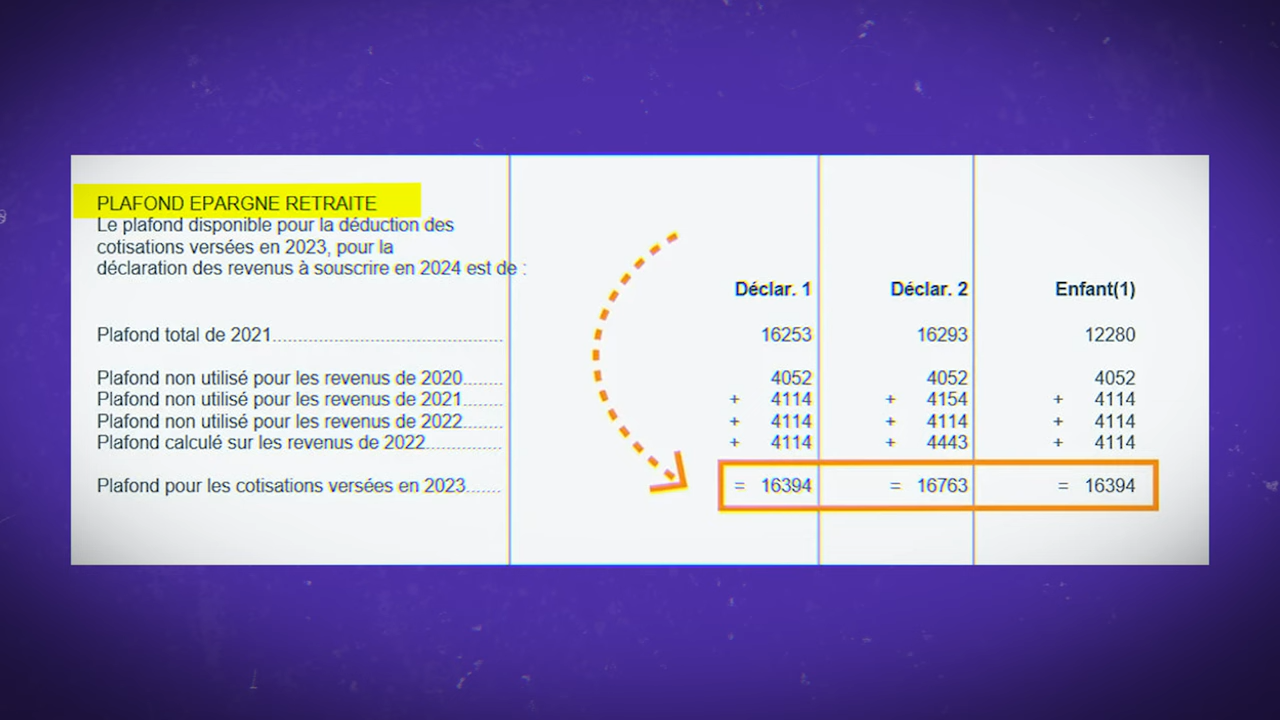 PLAFOND EPARGNE RETRAITE
Le plafond disponible pour la déduction des
cotisations versées en 2023, pour la
déclaration des revenus à souscrire en 2024 est de :
Déclar. 1 Déclar. 2 Enfant(1)
Plafond total de 2021 16253 16293 12280
Plafond non utilisé pour les revenus de 2020 4052 4052 4052
Plafond non utilisé pour les revenus de 2021 + 4114 + 4154 + 4114
Plafond non utilisé pour les revenus de 2022 + 4114 + 4114 + 4114
Plafond calculé sur les revenus de 2022 + 4114 + 4443 + 4114
Plafond pour les cotisations versées en 2023 = 16394 = 16763 = 16394